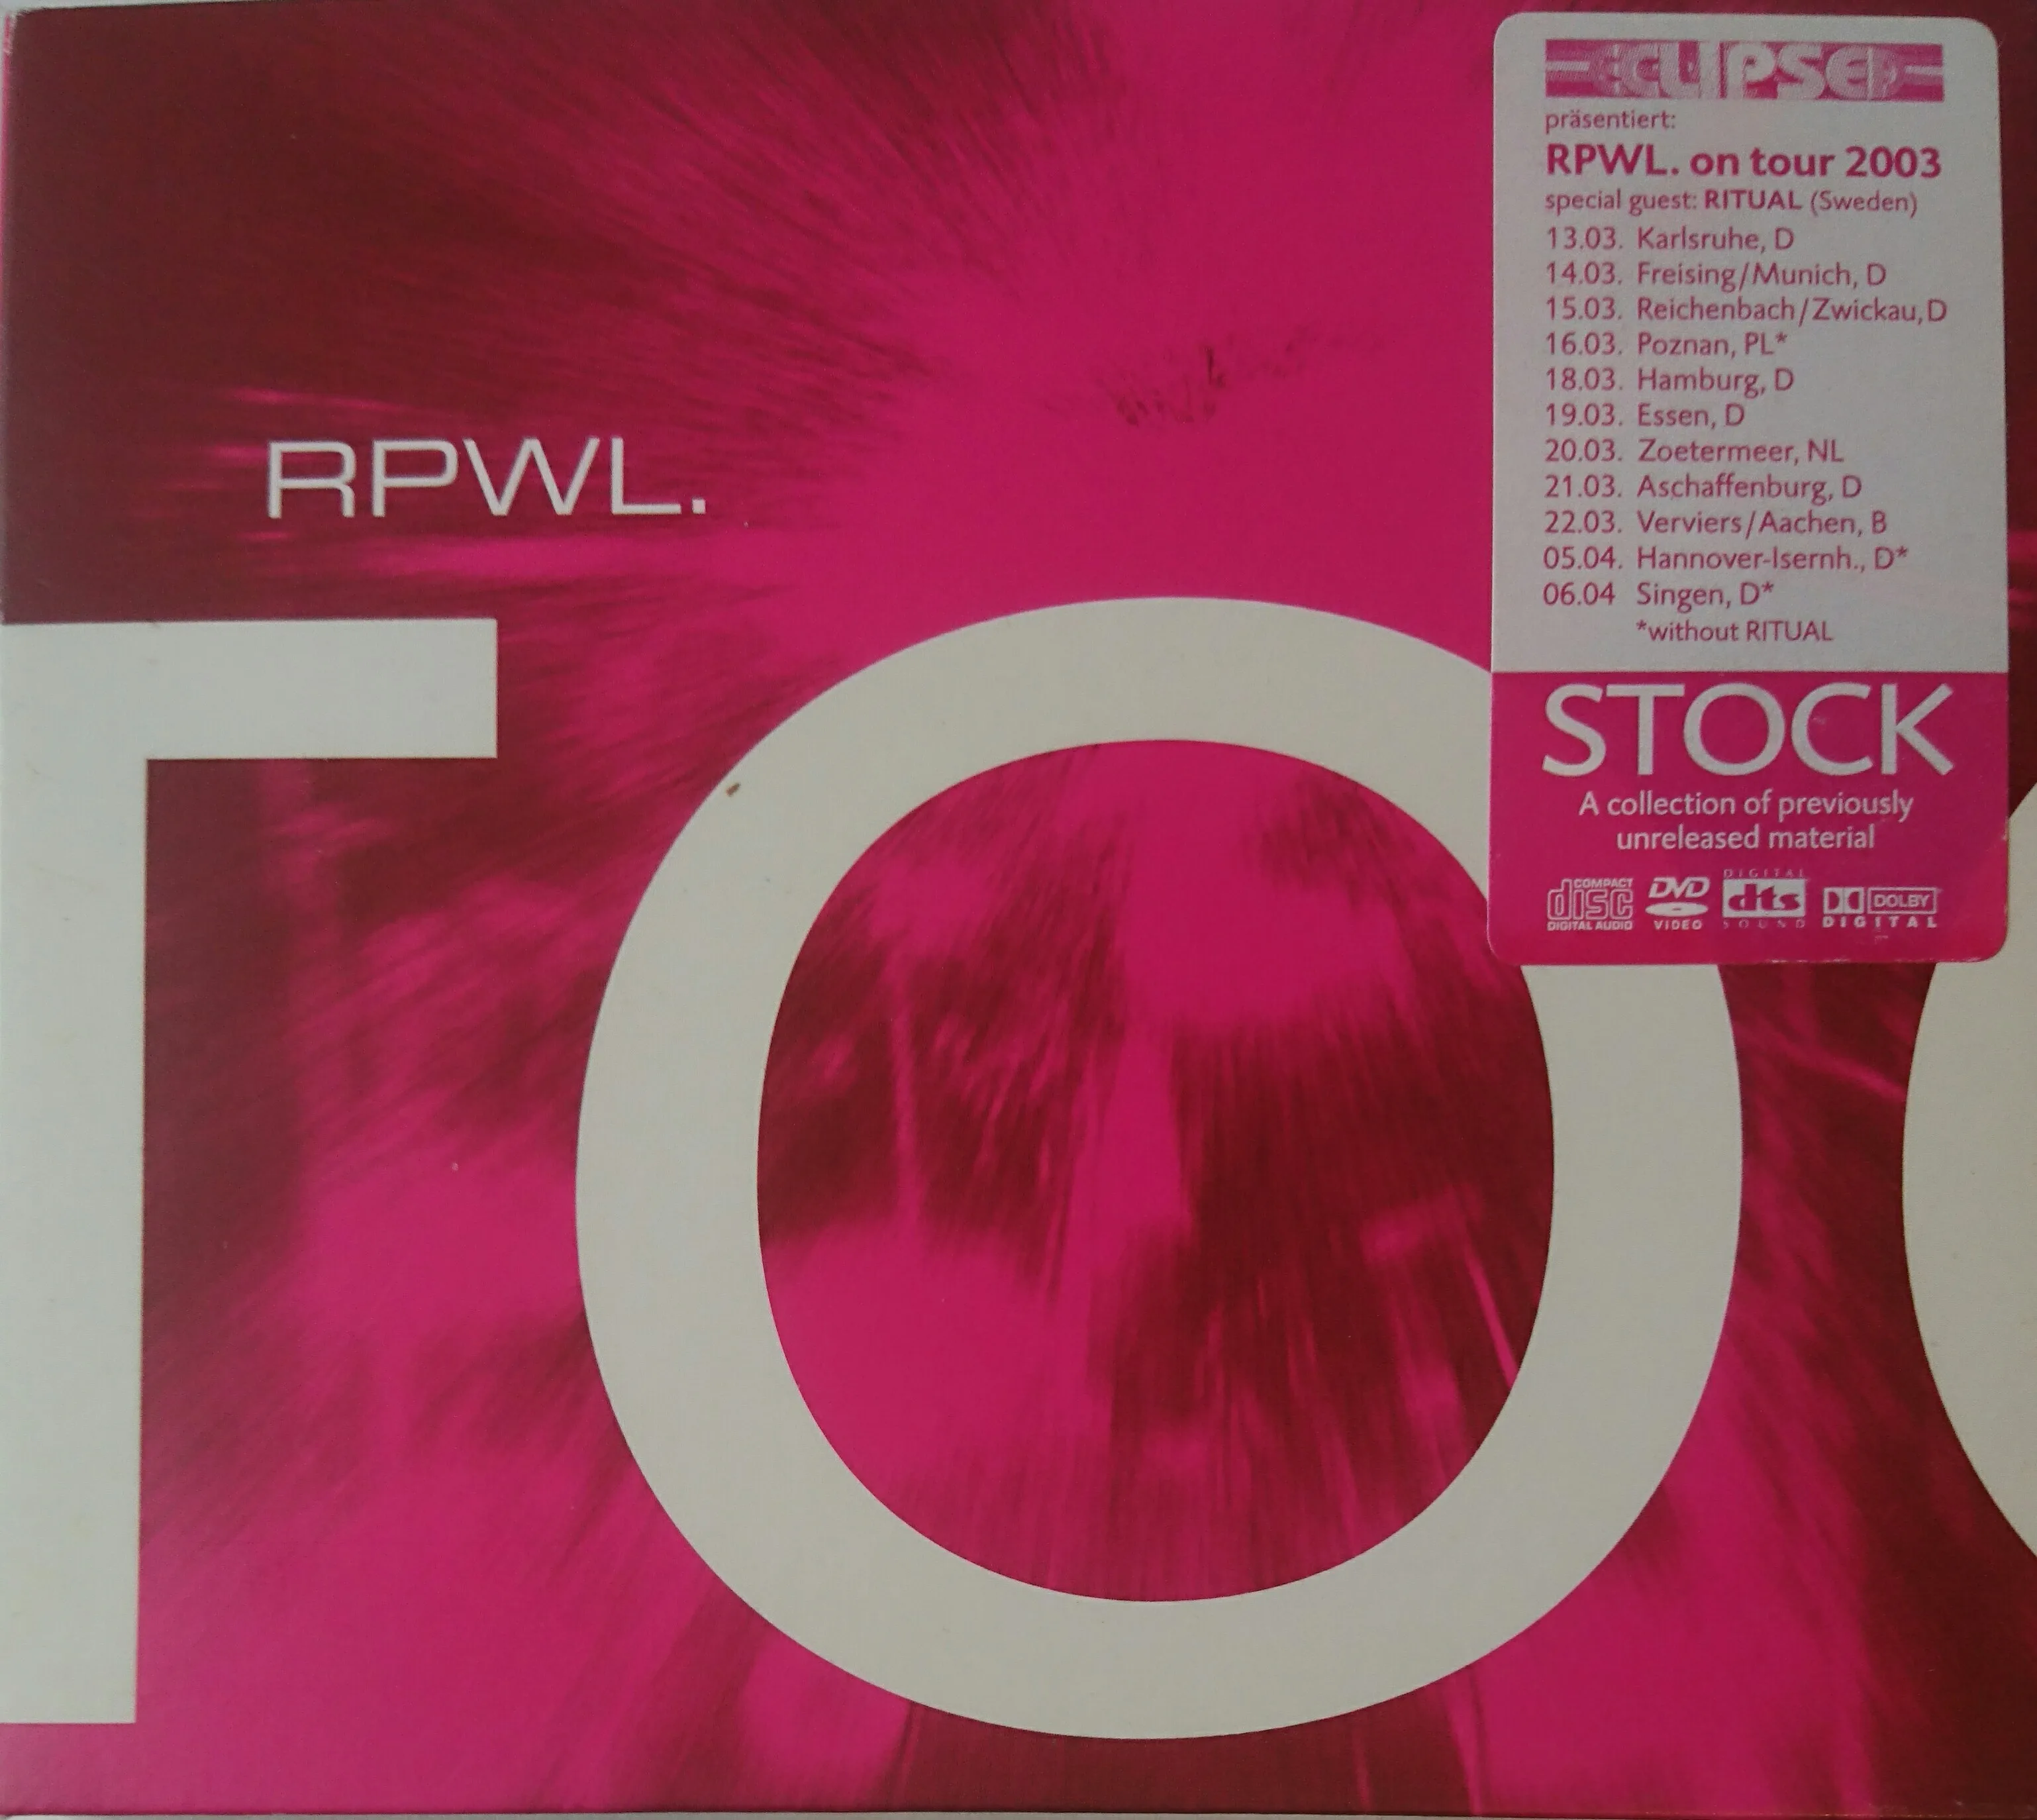 RPWL.
TO
ECLIPSED
präsentiert:
RPWL. on tour 2003
special guest: RITUAL (Sweden)
13.03. Karlsruhe, D
14.03. Freising/Munich, D
15.03. Reichenbach/Zwickau, D
16.03. Poznan, PL*
18.03. Hamburg, D
19.03. Essen, D
20.03. Zoetermeer, NL
21.03. Aschaffenburg, D
22.03. Verviers/Aachen, B
05.04. Hannover-Isernh., D*
06.04 Singen, D*
*without RITUAL
STOCK
A collection of previously
unreleased material
COMPACT
disc
DIGITAL AUDIO
DVD
VIDEO
DIGITAL
dts
SOUND
DOLBY
DIGITAL